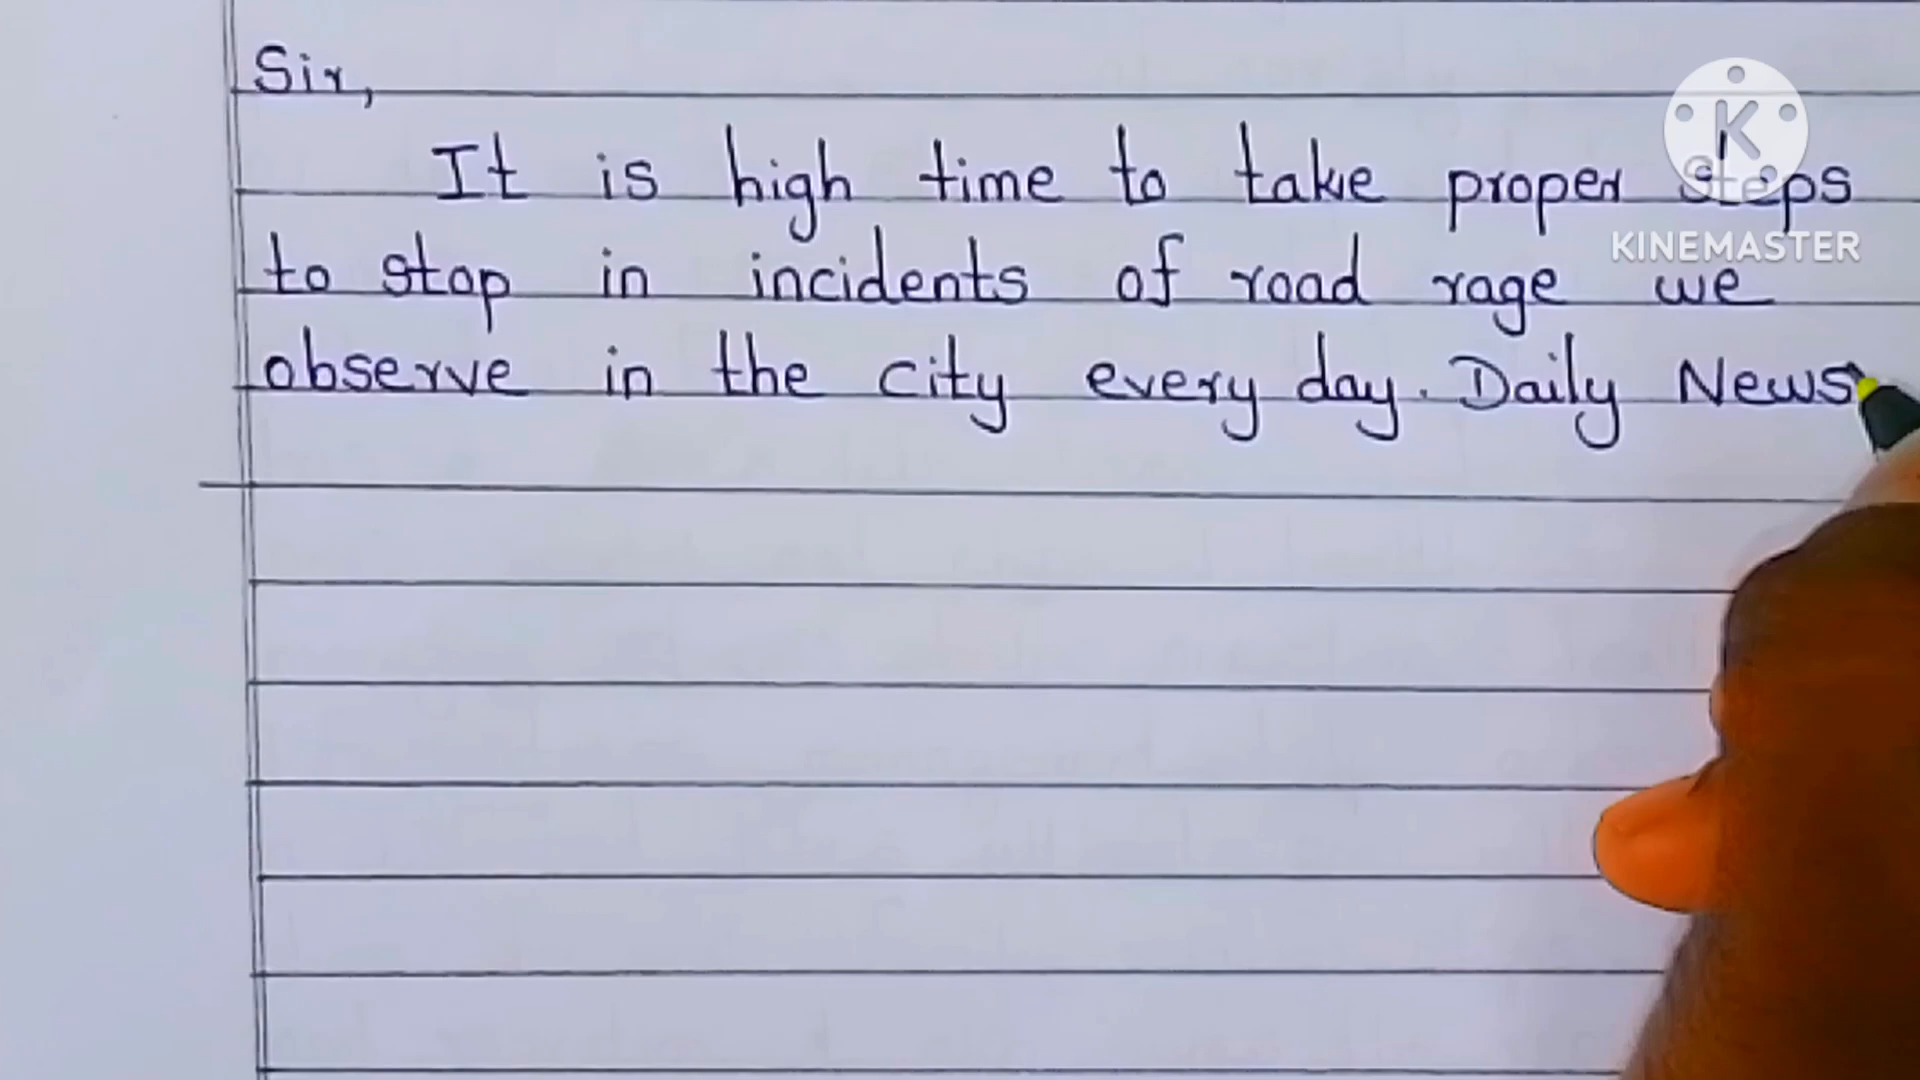 Sir,
It is high time to take proper steps
to stop in incidents of road rage we
observe in the city every day. Daily News
K
KINEMASTER